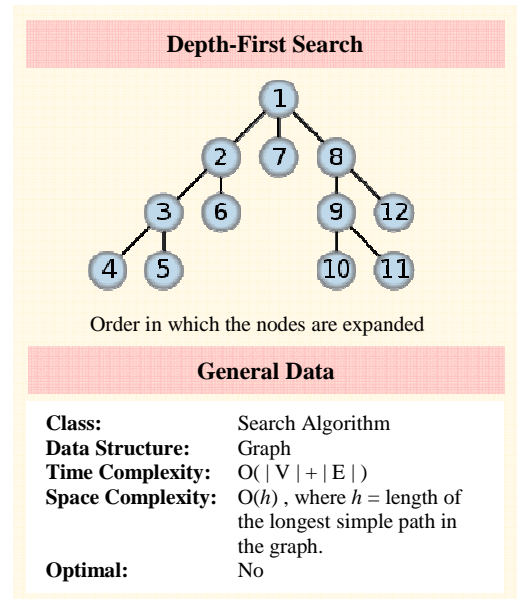 Depth-First Search
1
2 7 8
3 6 9 12
4 5 10 11
Order in which the nodes are expanded
General Data
Class: Search Algorithm
Data Structure: Graph
Time Complexity: O( | V | + | E | )
Space Complexity: O(h) , where h = length of
the longest simple path in
the graph.
Optimal: No